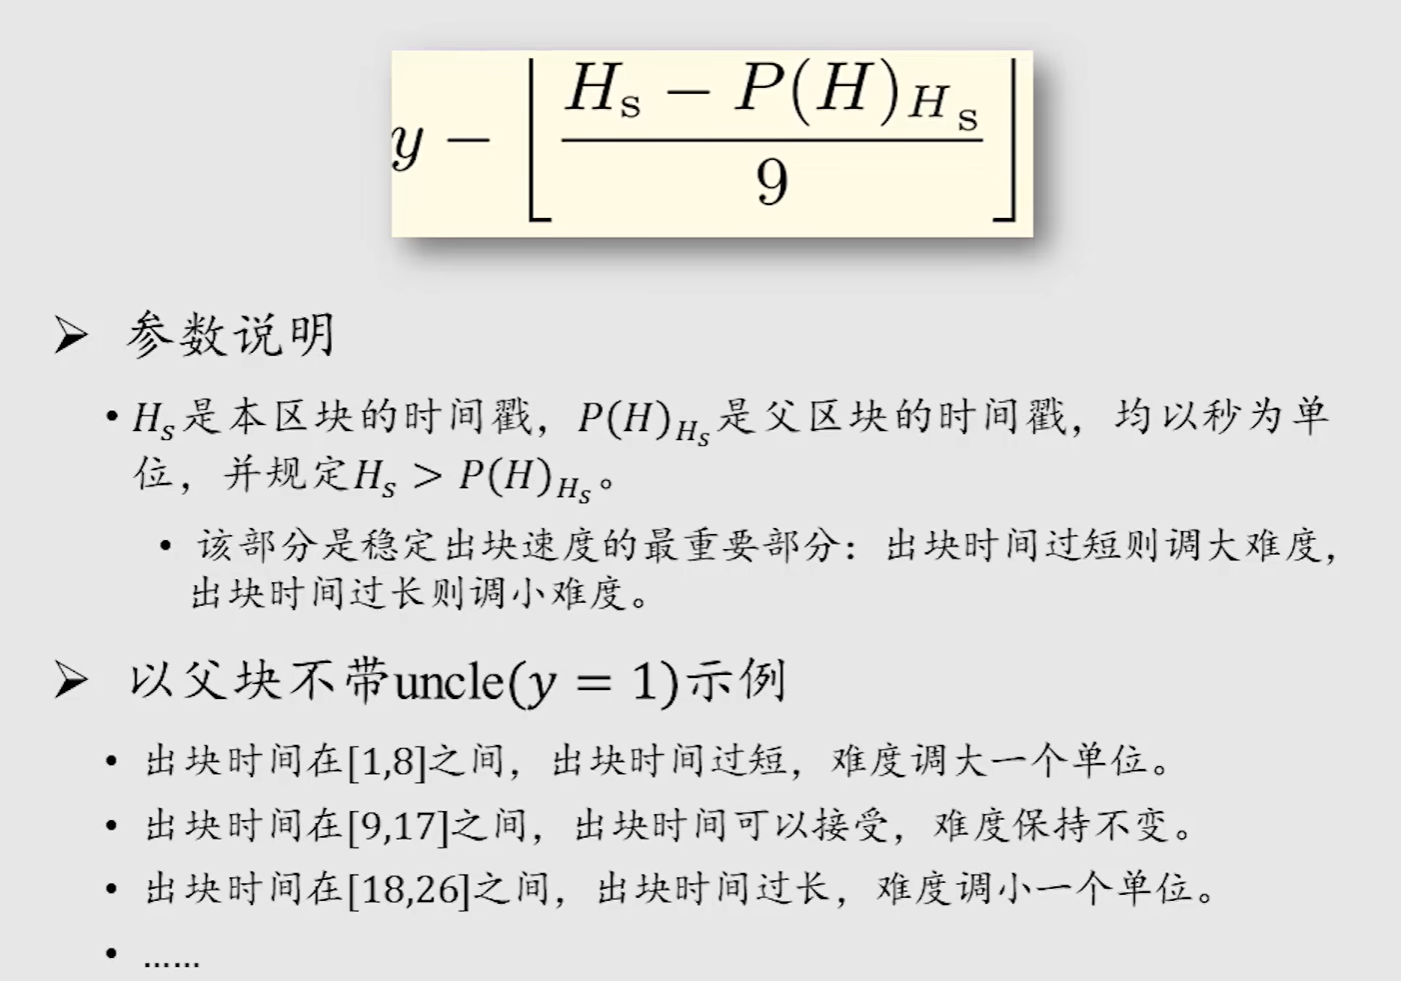 y − ⌊(H_s − P(H)_{H_s}) / 9⌋
➢ 参数说明
• H_s是本区块的时间戳，P(H)_{H_s}是父区块的时间戳，均以秒为单
位，并规定H_s > P(H)_{H_s}。
• 该部分是稳定出块速度的最重要部分：出块时间过短则调大难度，
出块时间过长则调小难度。
➢ 以父块不带uncle(y = 1)示例
• 出块时间在[1,8]之间，出块时间过短，难度调大一个单位。
• 出块时间在[9,17]之间，出块时间可以接受，难度保持不变。
• 出块时间在[18,26]之间，出块时间过长，难度调小一个单位。
• ……